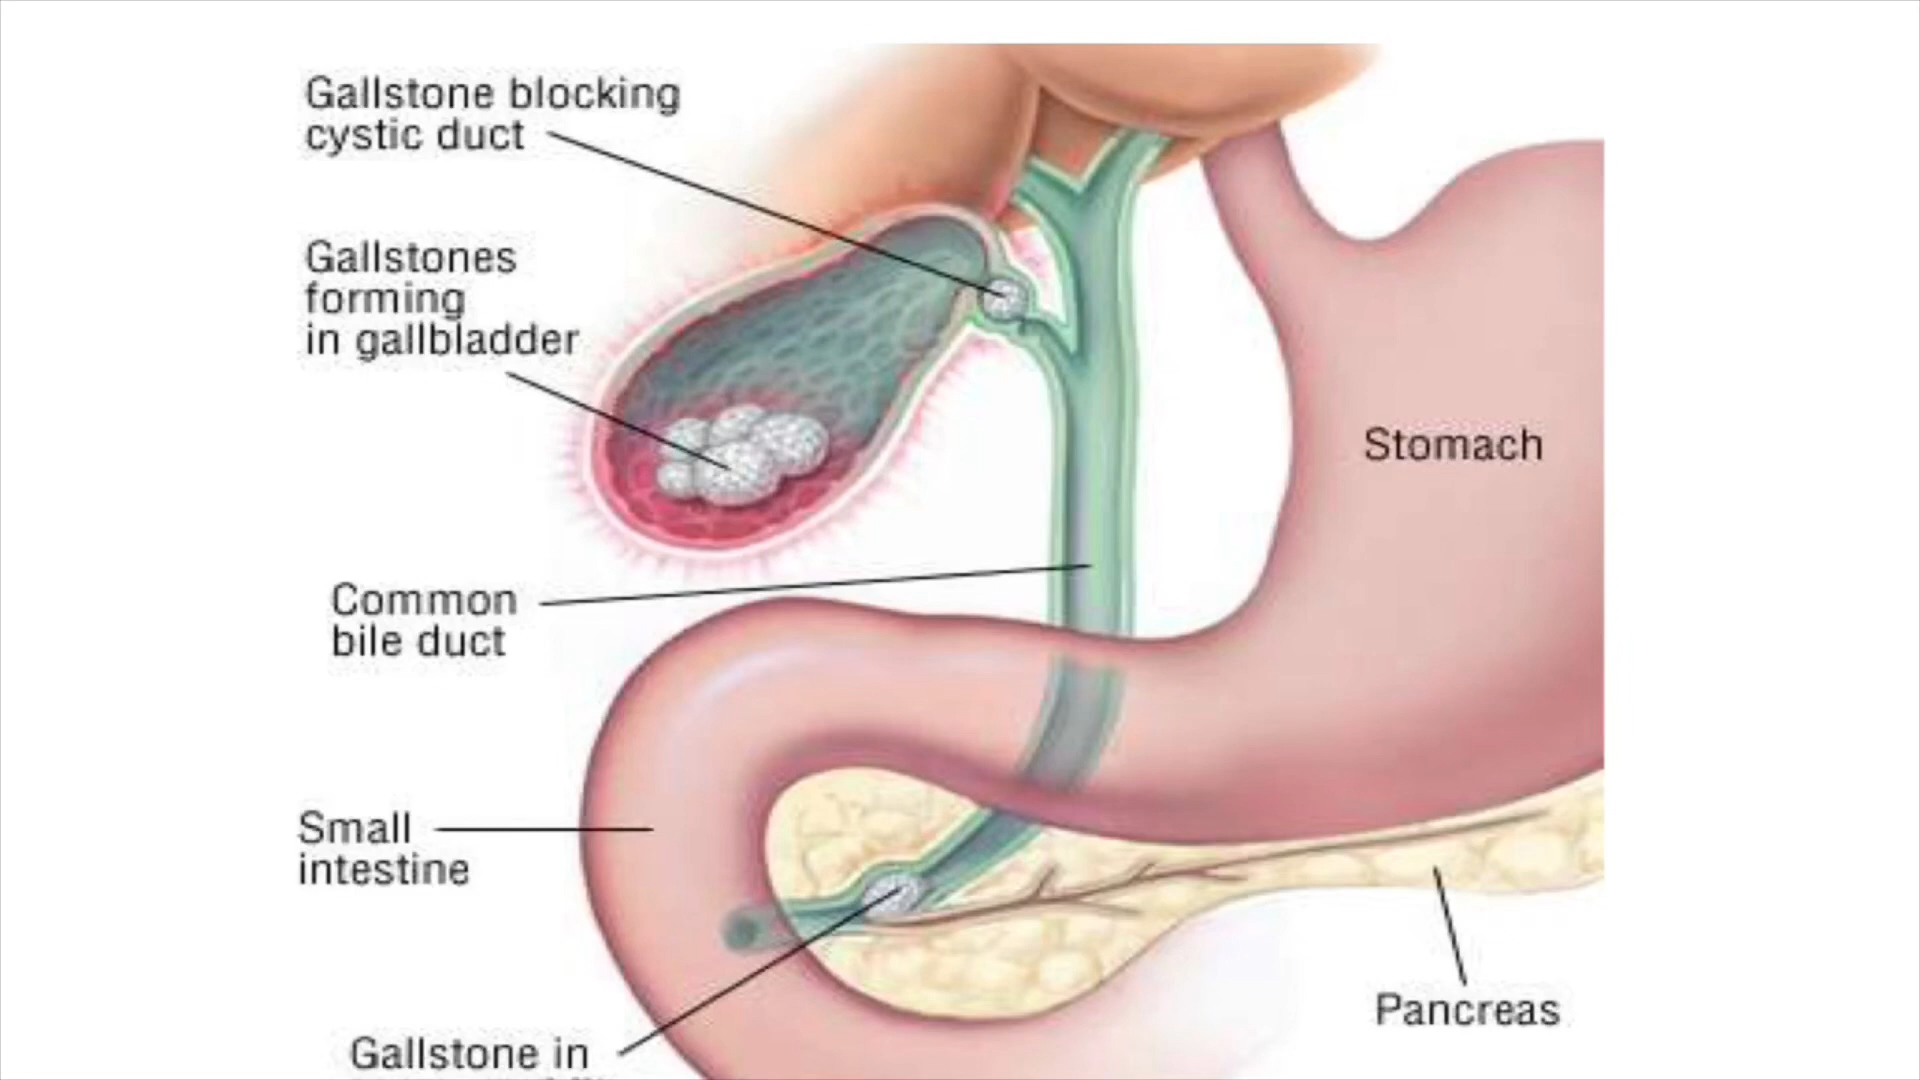 Gallstone blocking
cystic duct
Gallstones
forming
in gallbladder
Stomach
Common
bile duct
Small
intestine
Pancreas
Gallstone in